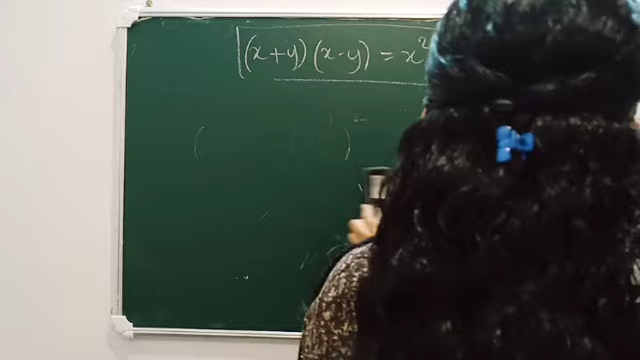 (x+y)(x-y) = x²